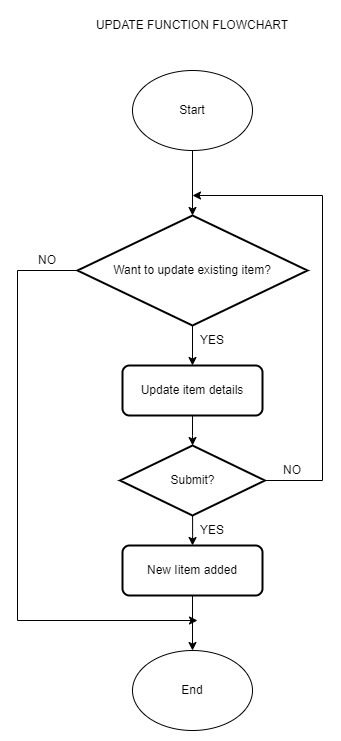 UPDATE FUNCTION FLOWCHART
Start
Want to update existing item?
NO
YES
Update item details
Submit?
NO
YES
New Iitem added
End